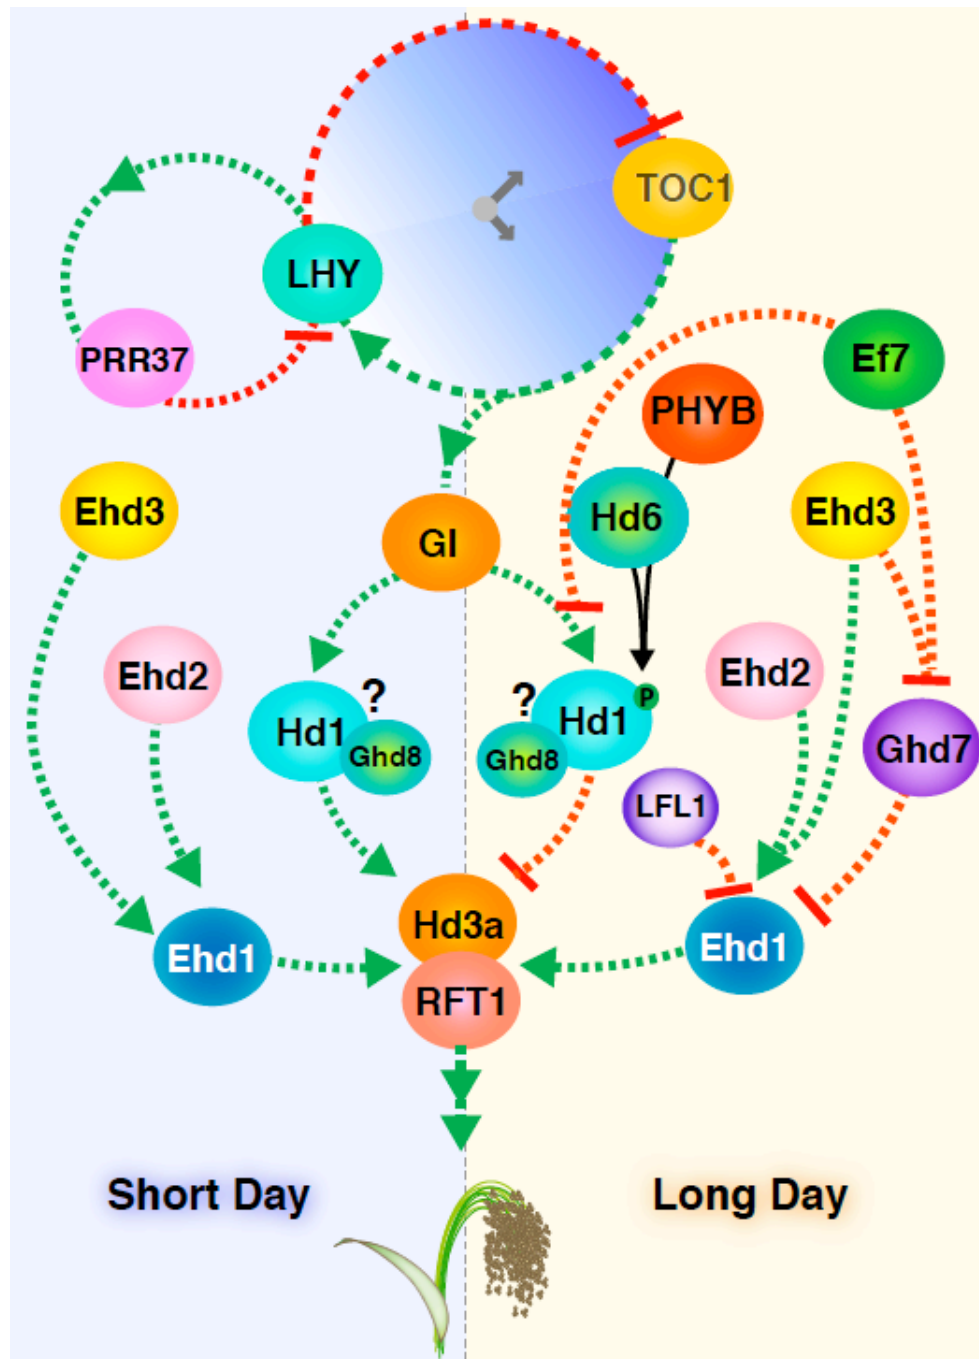 TOC1
LHY
PRR37
Ef7
PHYB
Ehd3
Hd6
Ehd3
GI
Ehd2
Ehd2
?
?
Hd1
Ghd8
Hd1
P
Ghd8
Ghd7
LFL1
Hd3a
Ehd1
Ehd1
RFT1
Short Day
Long Day